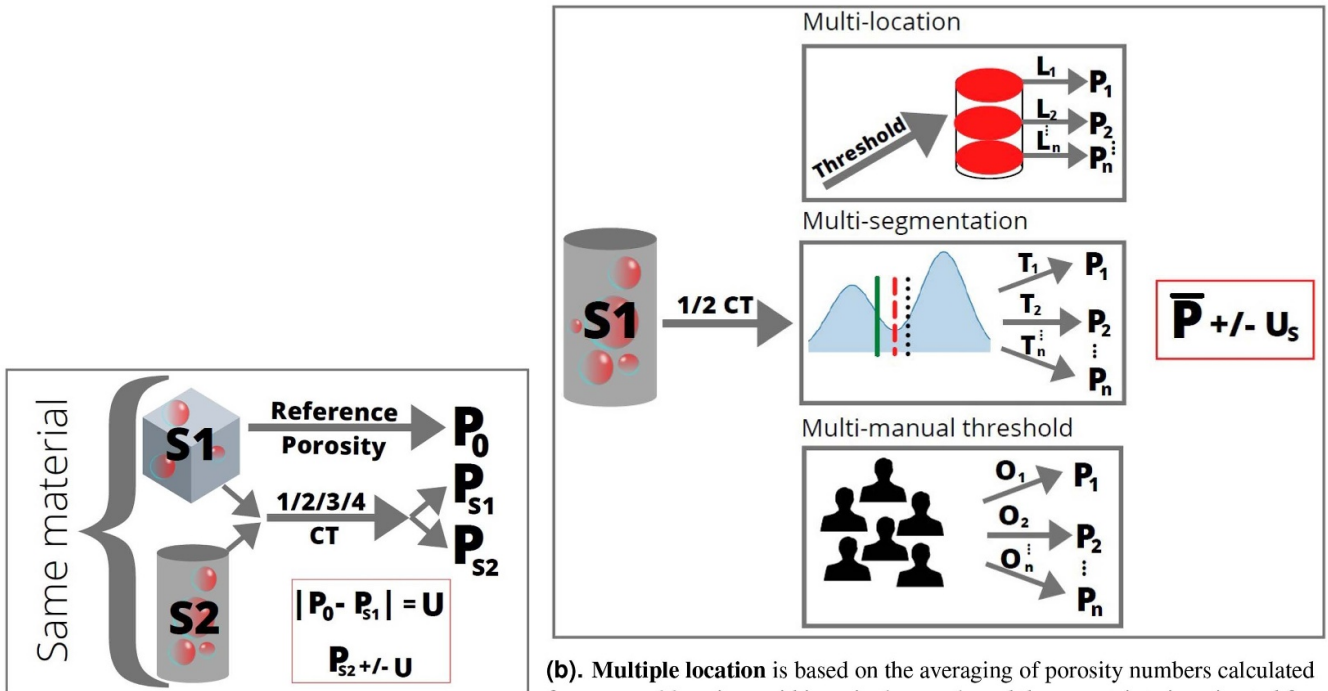 Same material
S1
Reference
Porosity
P0
1/2/3/4
CT
PS1
PS2
S2
|P0 - PS1| = U
PS2 +/- U
Multi-location
Threshold
L1
P1
L2
P2
⋮
Ln
Pn
⋮
S1
1/2 CT
Multi-segmentation
T1
P1
T2
P2
⋮
Tn
⋮
Pn
P̅ +/- Us
Multi-manual threshold
O1
P1
O2
P2
⋮
On
⋮
Pn
(b). Multiple location is based on the averaging of porosity numbers calculated